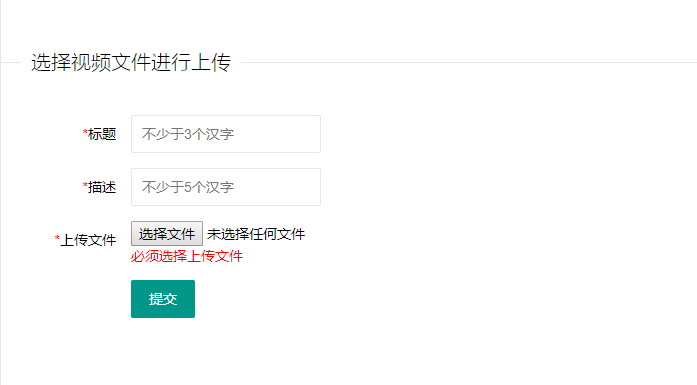 选择视频文件进行上传
*标题 不少于3个汉字
*描述 不少于5个汉字
*上传文件 选择文件 未选择任何文件
必须选择上传文件
提交